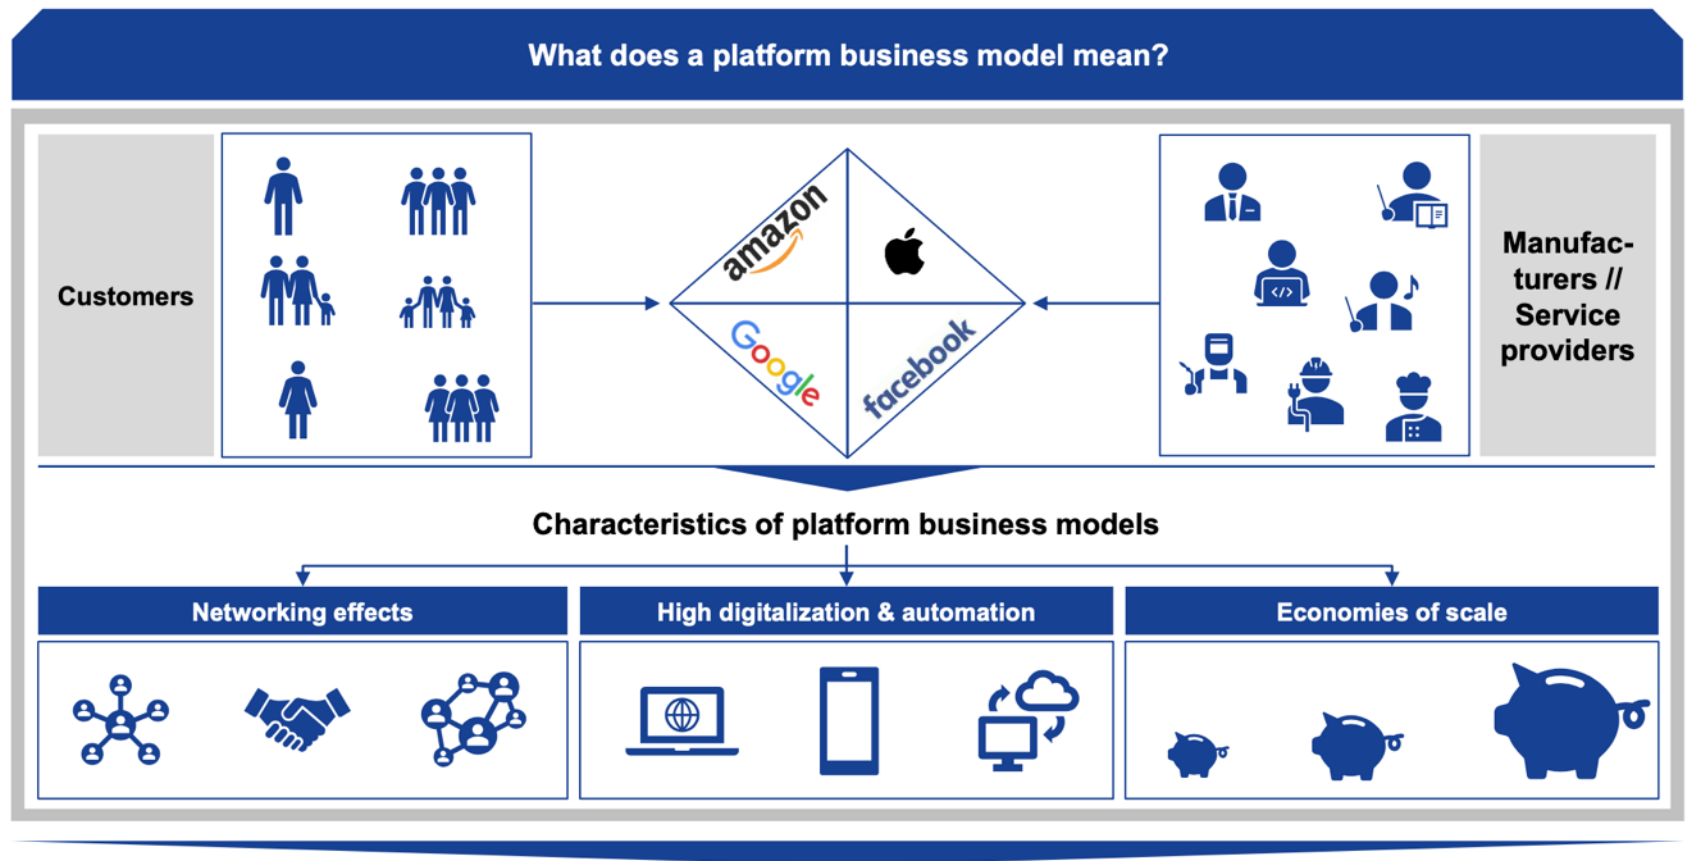 What does a platform business model mean?
Customers
amazon
Google
facebook
</>
Manufac-
turers //
Service
providers
Characteristics of platform business models
Networking effects
High digitalization & automation
Economies of scale